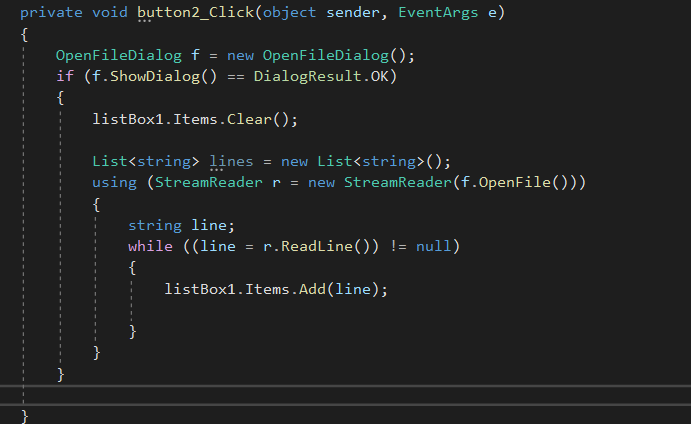 private void button2_Click(object sender, EventArgs e)
{
OpenFileDialog f = new OpenFileDialog();
if (f.ShowDialog() == DialogResult.OK)
{
listBox1.Items.Clear();
List<string> lines = new List<string>();
using (StreamReader r = new StreamReader(f.OpenFile()))
{
string line;
while ((line = r.ReadLine()) != null)
{
listBox1.Items.Add(line);
}
}
}
}